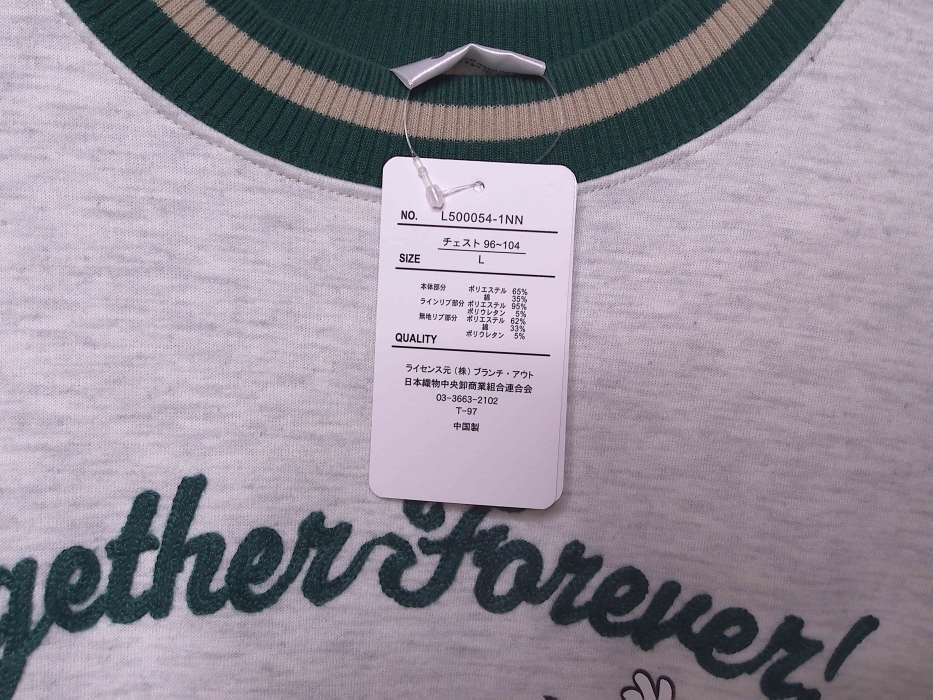 NO. L500054-1NN
チェスト 96~104
SIZE L
本体部分 ポリエステル 65%
綿 35%
ラインリブ部分 ポリエステル 95%
ポリウレタン 5%
無地リブ部分 ポリエステル 62%
綿 33%
ポリウレタン 5%
QUALITY
ライセンス元 (株) ブランチ・アウト
日本織物中央卸商業組合連合会
03-3663-2102
T-97
中国製
gether Forever!